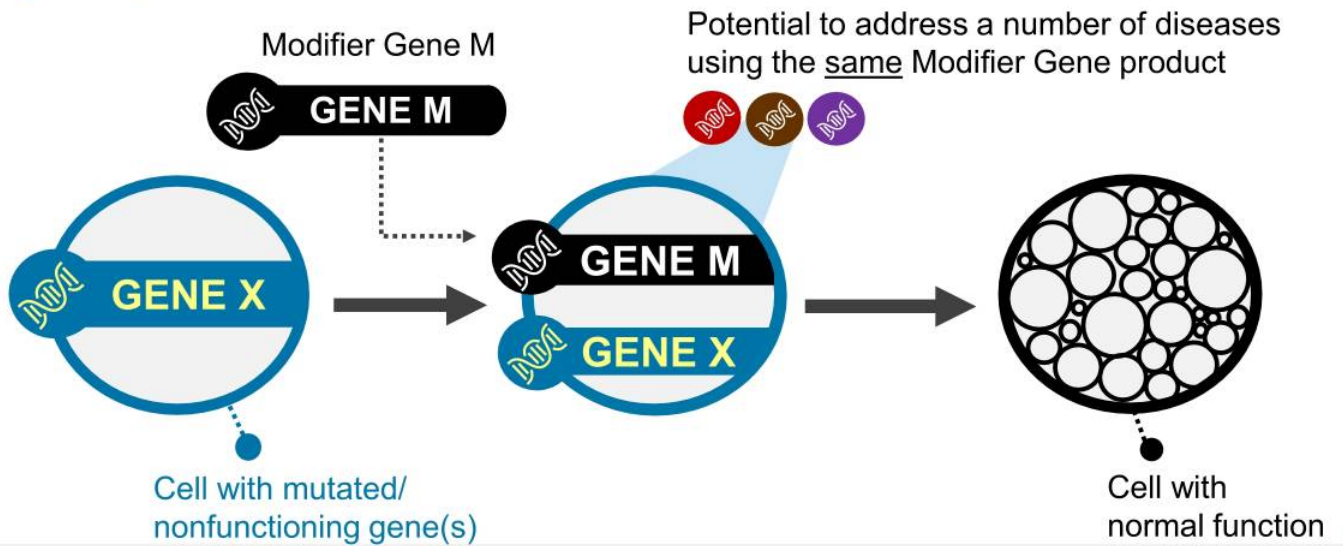 Modifier Gene M
GENE M
Potential to address a number of diseases
using the same Modifier Gene product
GENE X
GENE M
GENE X
Cell with mutated/
nonfunctioning gene(s)
Cell with
normal function